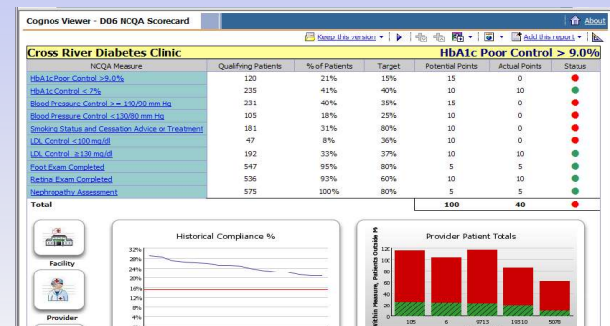 Cognos Viewer - D06 NCQA Scorecard
About
Keep this version
Add this report
Cross River Diabetes Clinic HbA1c Poor Control > 9.0%
NCQA Measure Qualifying Patients % of Patients Target Potential Points Actual Points Status
HbA1c Poor Control >9.0% 120 21% 15% 15 0
HbA1c Control < 7% 235 41% 40% 10 10
Blood Pressure Control >= 140/90 mm Hg 231 40% 35% 15 0
Blood Pressure Control <130/80 mm Hg 105 18% 25% 10 0
Smoking Status and Cessation Advice or Treatment 181 31% 80% 10 0
LDL Control <100 mg/dl 47 8% 36% 10 0
LDL Control ≥130 mg/dl 192 33% 37% 10 10
Foot Exam Completed 547 95% 80% 5 5
Retina Exam Completed 536 93% 60% 10 10
Nephropathy Assessment 575 100% 80% 5 5
Total 100 40
Facility
Provider
Historical Compliance %
32%
28%
24%
20%
16%
12%
8%
4%
Provider Patient Totals
Within Measure, Patients Outside M
120
100
80
60
40
20
0
105 6 9713 19310 5078